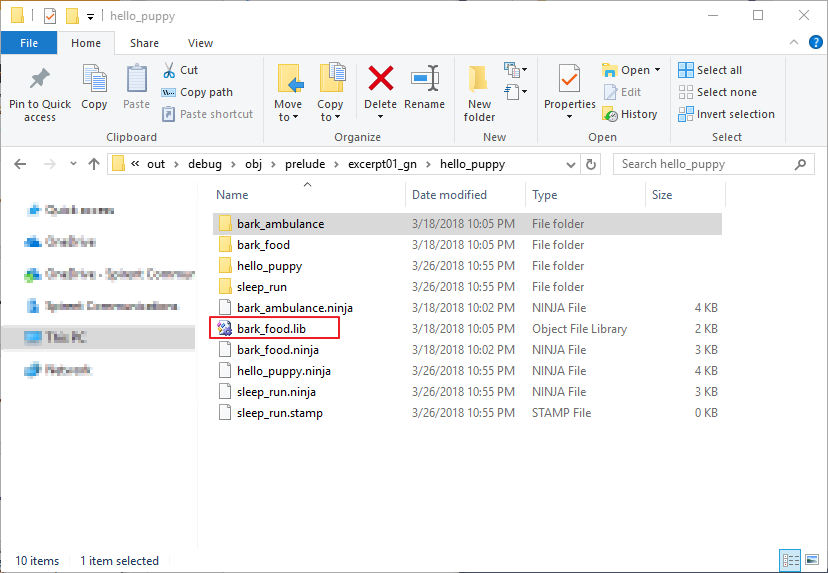 hello_puppy
File Home Share View
Pin to Quick access
Copy
Paste
Cut
Copy path
Paste shortcut
Clipboard
Move to
Copy to
Delete
Rename
Organize
New folder
New
Properties
Open
Edit
History
Open
Select all
Select none
Invert selection
Select
« out › debug › obj › prelude › excerpt01_gn › hello_puppy
Search hello_puppy
Name Date modified Type Size
Quick access
OneDrive
This PC
Network
bark_ambulance 3/18/2018 10:05 PM File folder
bark_food 3/18/2018 10:05 PM File folder
hello_puppy 3/26/2018 10:55 PM File folder
sleep_run 3/26/2018 10:55 PM File folder
bark_ambulance.ninja 3/18/2018 10:02 PM NINJA File 4 KB
bark_food.lib 3/18/2018 10:05 PM Object File Library 2 KB
bark_food.ninja 3/18/2018 10:02 PM NINJA File 3 KB
hello_puppy.ninja 3/26/2018 10:55 PM NINJA File 4 KB
sleep_run.ninja 3/26/2018 10:55 PM NINJA File 3 KB
sleep_run.stamp 3/26/2018 10:55 PM STAMP File 0 KB
10 items 1 item selected